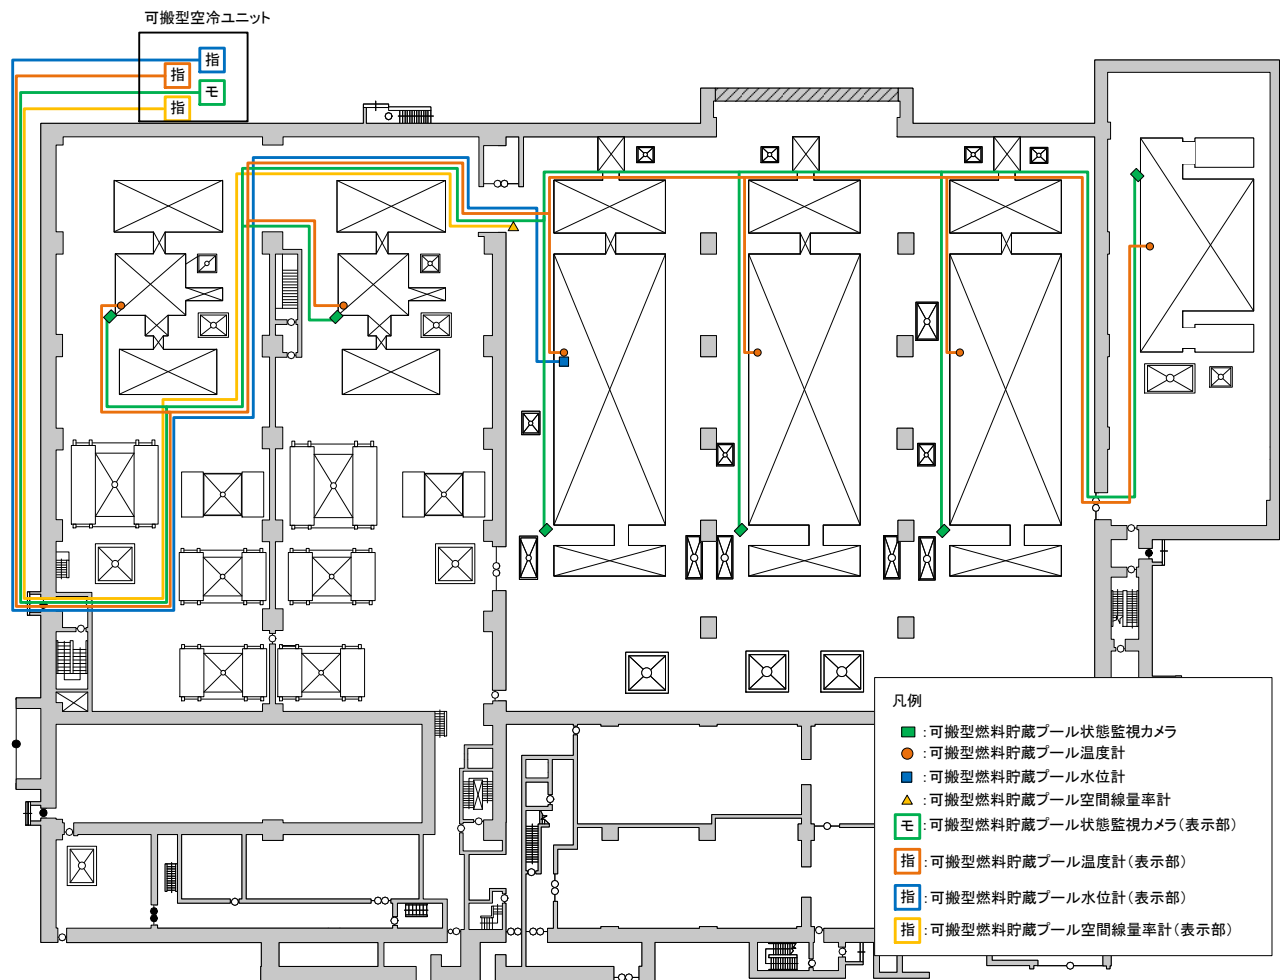 可搬型空冷ユニット
指
指
モ
指
凡例
：可搬型燃料貯蔵プール状態監視カメラ
：可搬型燃料貯蔵プール温度計
：可搬型燃料貯蔵プール水位計
：可搬型燃料貯蔵プール空間線量率計
モ：可搬型燃料貯蔵プール状態監視カメラ(表示部)
指：可搬型燃料貯蔵プール温度計(表示部)
指：可搬型燃料貯蔵プール水位計(表示部)
指：可搬型燃料貯蔵プール空間線量率計(表示部)